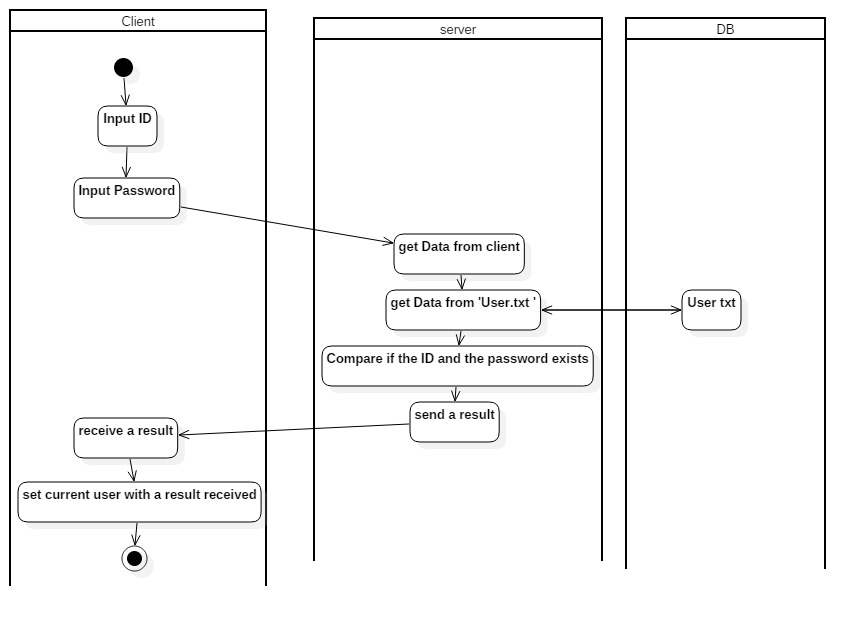 Client
server
DB
Input ID
Input Password
get Data from client
get Data from 'User.txt '
User txt
Compare if the ID and the password exists
send a result
receive a result
set current user with a result received